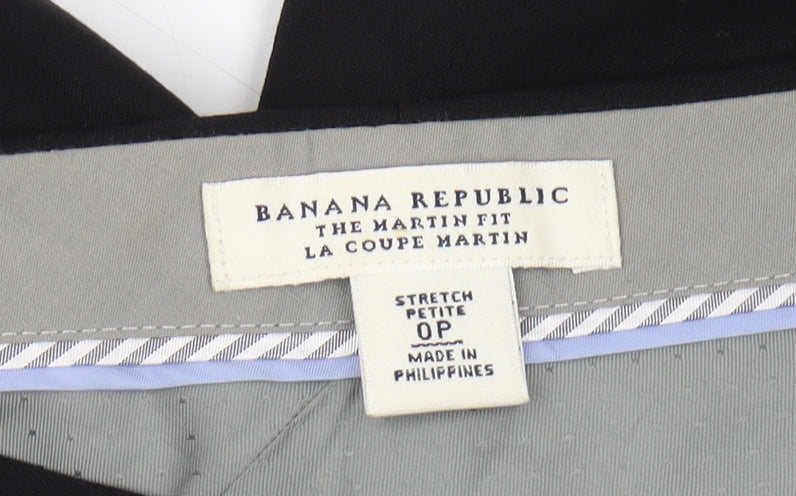 BANANA REPUBLIC
THE MARTIN FIT
LA COUPE MARTIN
STRETCH
PETITE
0P
MADE IN
PHILIPPINES